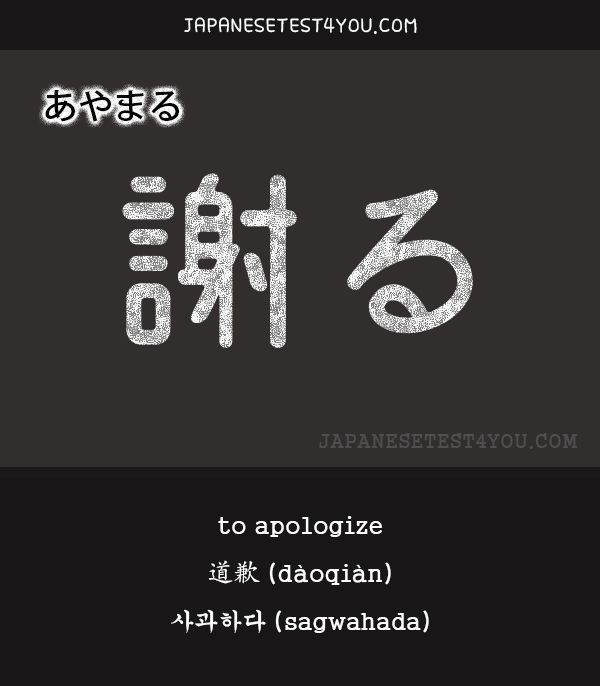 JAPANESETEST4YOU.COM
あやまる
謝る
JAPANESETEST4YOU.COM
to apologize
道歉 (dàoqiàn)
사과하다 (sagwahada)